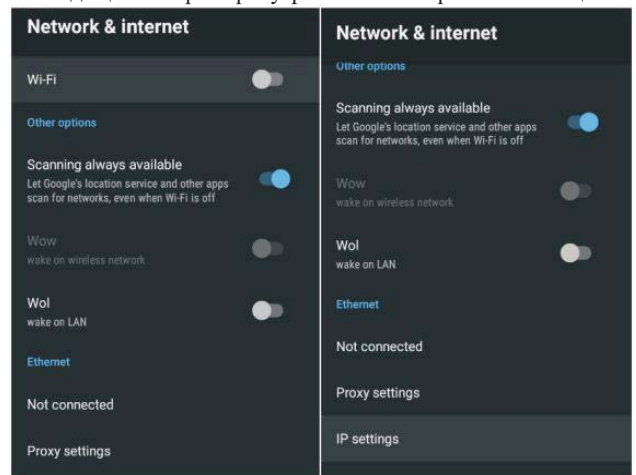 Network & internet
Wi-Fi
Other options
Scanning always available
Let Google's location service and other apps
scan for networks, even when Wi-Fi is off
Wow
wake on wireless network
Wol
wake on LAN
Ethernet
Not connected
Proxy settings
Network & internet
Other options
Scanning always available
Let Google's location service and other apps
scan for networks, even when Wi-Fi is off
Wow
wake on wireless network
Wol
wake on LAN
Ethernet
Not connected
Proxy settings
IP settings